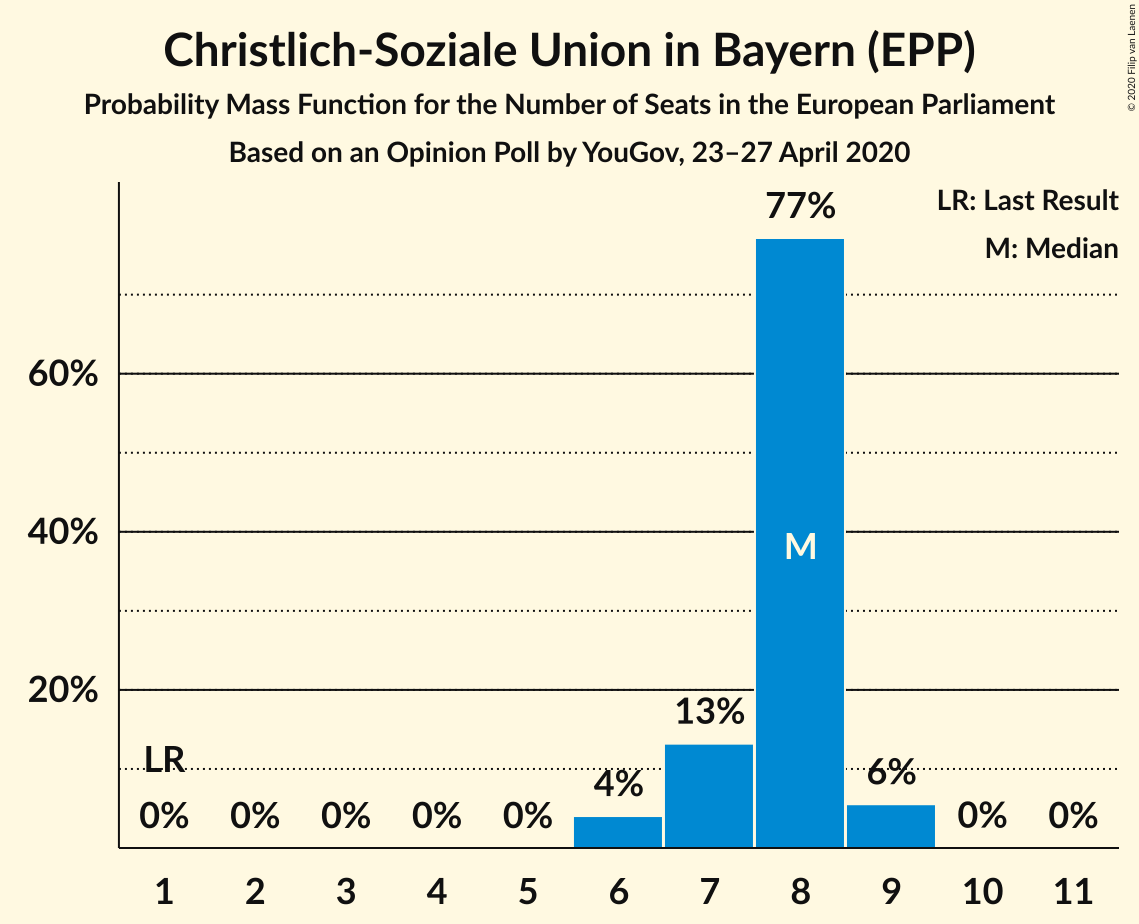 Christlich-Soziale Union in Bayern (EPP)
Probability Mass Function for the Number of Seats in the European Parliament
Based on an Opinion Poll by YouGov, 23–27 April 2020
© 2020 Filip van Laenen
LR: Last Result
M: Median
77%
60%
40%
M
20%
13%
LR
4%
6%
0% 0% 0% 0% 0% 0% 0%
1 2 3 4 5 6 7 8 9 10 11